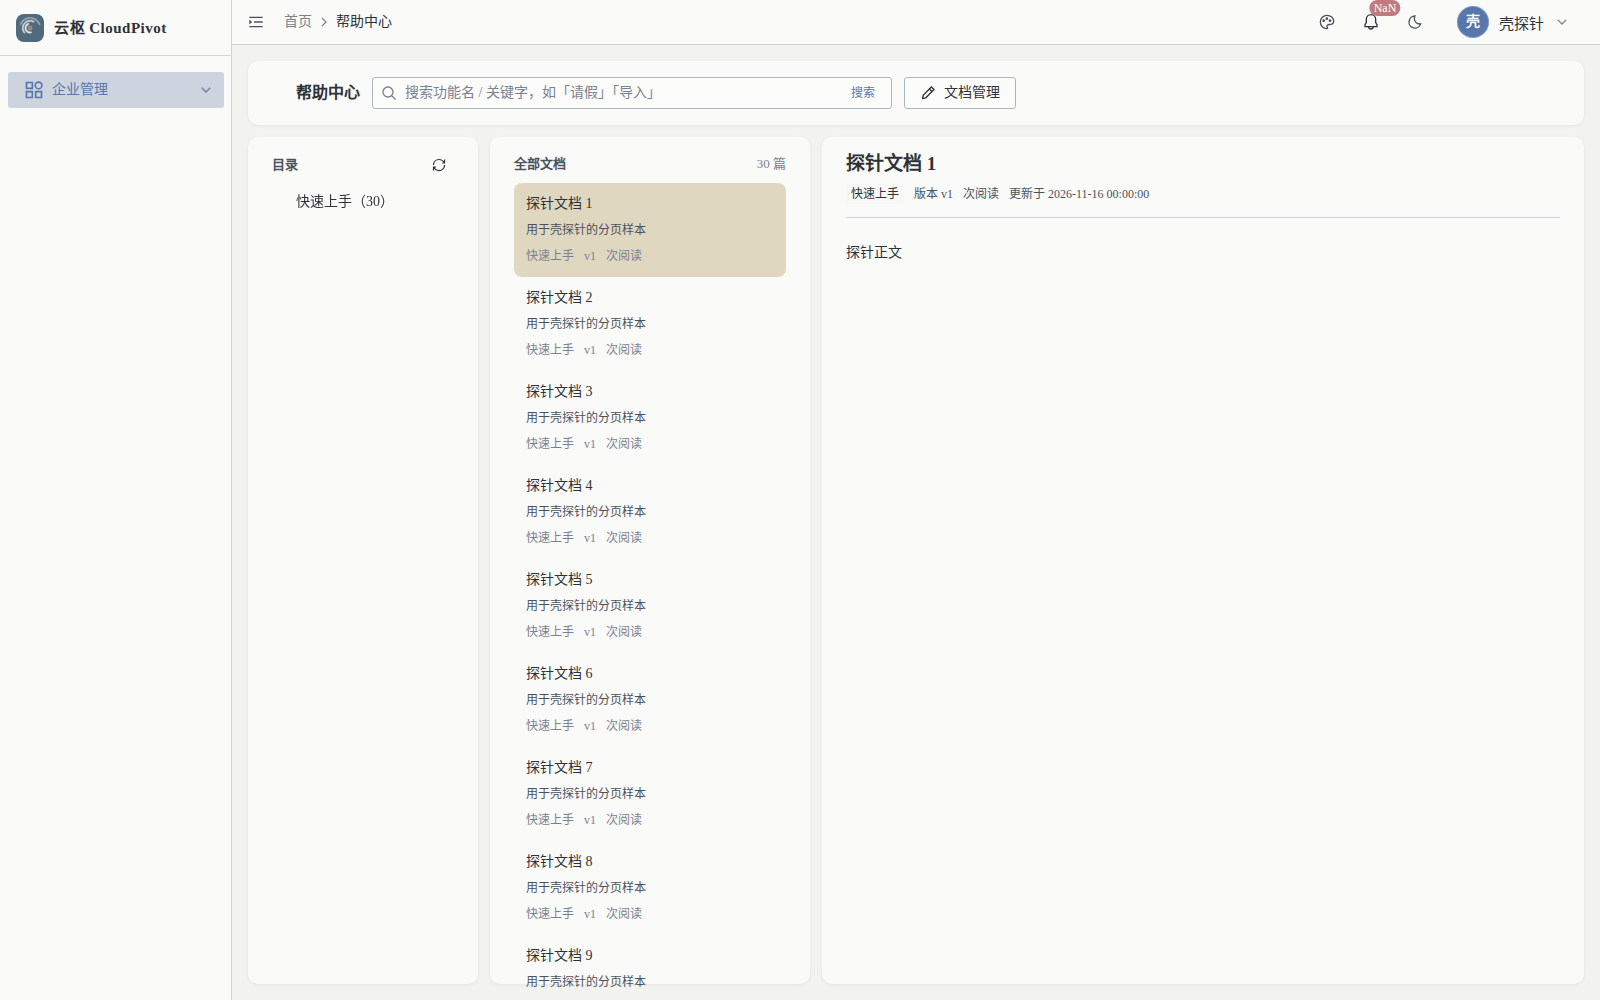 云枢 CloudPivot
首页 > 帮助中心
NaN
壳 壳探针
企业管理
帮助中心 搜索功能名 / 关键字，如「请假」「导入」 搜索 文档管理
目录
快速上手（30）
全部文档 30 篇
探针文档 1
用于壳探针的分页样本
快速上手 v1 次阅读
探针文档 2
用于壳探针的分页样本
快速上手 v1 次阅读
探针文档 3
用于壳探针的分页样本
快速上手 v1 次阅读
探针文档 4
用于壳探针的分页样本
快速上手 v1 次阅读
探针文档 5
用于壳探针的分页样本
快速上手 v1 次阅读
探针文档 6
用于壳探针的分页样本
快速上手 v1 次阅读
探针文档 7
用于壳探针的分页样本
快速上手 v1 次阅读
探针文档 8
用于壳探针的分页样本
快速上手 v1 次阅读
探针文档 9
用于壳探针的分页样本
探针文档 1
快速上手 版本 v1 次阅读 更新于 2026-11-16 00:00:00
探针正文